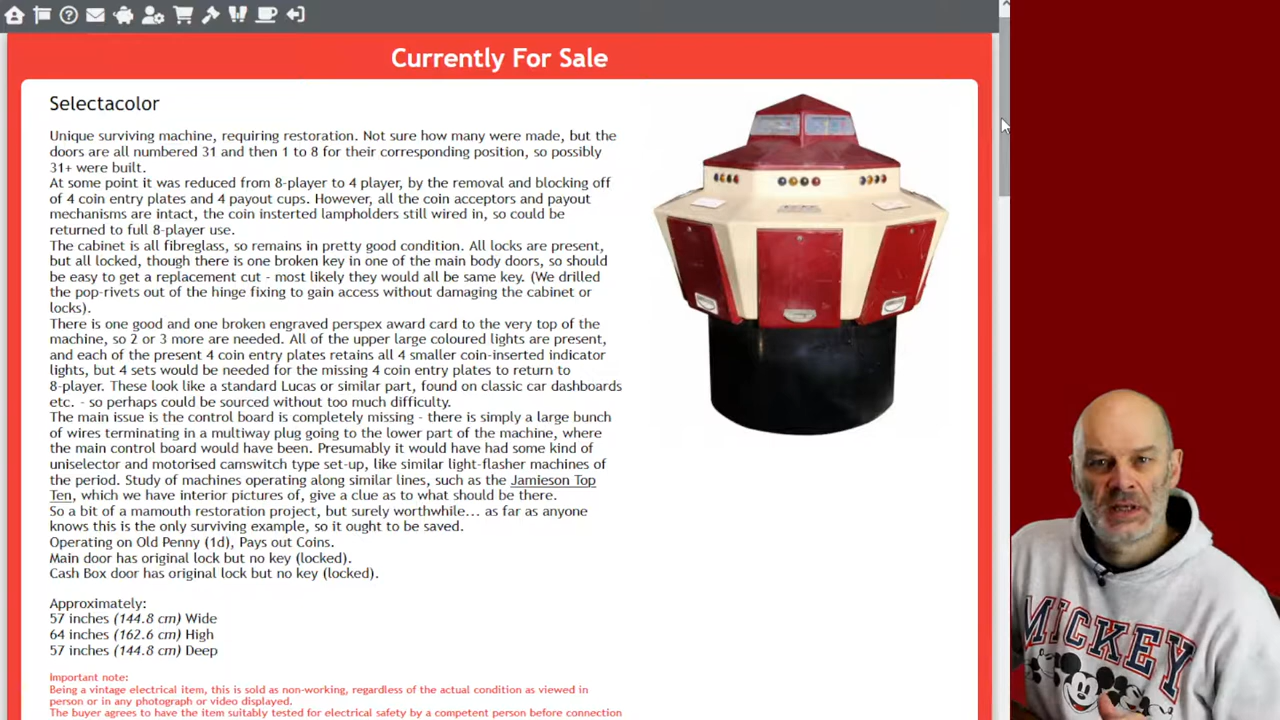 Currently For Sale
Selectacolor
Unique surviving machine, requiring restoration. Not sure how many were made, but the
doors are all numbered 31 and then 1 to 8 for their corresponding position, so possibly
31+ were built.
At some point it was reduced from 8-player to 4 player, by the removal and blocking off
of 4 coin entry plates and 4 payout cups. However, all the coin acceptors and payout
mechanisms are intact, the coin insterted lampholders still wired in, so could be
returned to full 8-player use.
The cabinet is all fibreglass, so remains in pretty good condition. All locks are present,
but all locked, though there is one broken key in one of the main body doors, so should
be easy to get a replacement cut - most likely they would all be same key. (We drilled
the pop-rivets out of the hinge fixing to gain access without damaging the cabinet or
locks).
There is one good and one broken engraved perspex award card to the very top of the
machine, so 2 or 3 more are needed. All of the upper large coloured lights are present,
and each of the present 4 coin entry plates retains all 4 smaller coin-inserted indicator
lights, but 4 sets would be needed for the missing 4 coin entry plates to return to
8-player. These look like a standard Lucas or similar part, found on classic car dashboards
etc. - so perhaps could be sourced without too much difficulty.
The main issue is the control board is completely missing - there is simply a large bunch
of wires terminating in a multiway plug going to the lower part of the machine, where
the main control board would have been. Presumably it would have had some kind of
uniselector and motorised camswitch type set-up, like similar light-flasher machines of
the period. Study of machines operating along similar lines, such as the Jamieson Top
Ten, which we have interior pictures of, give a clue as to what should be there.
So a bit of a mamouth restoration project, but surely worthwhile... as far as anyone
knows this is the only surviving example, so it ought to be saved.
Operating on Old Penny (1d), Pays out Coins.
Main door has original lock but no key (locked).
Cash Box door has original lock but no key (locked).
Approximately:
57 inches (144.8 cm) Wide
64 inches (162.6 cm) High
57 inches (144.8 cm) Deep
Important note:
Being a vintage electrical item, this is sold as non-working, regardless of the actual condition as viewed in
person or in any photograph or video displayed.
The buyer agrees to have the item suitably tested for electrical safety by a competent person before connection
MICKEY